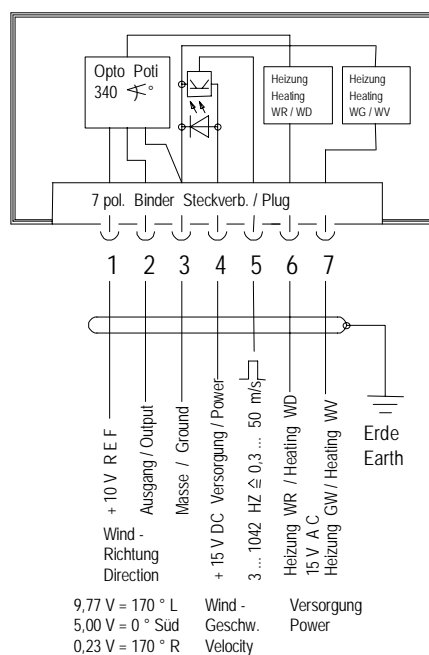 Opto Poti
340 ∢ °
Heizung
Heating
WR / WD
Heizung
Heating
WG / WV
7 pol. Binder Steckverb. / Plug
1 2 3 4 5 6 7
+ 10 V R E F
Ausgang / Output
Masse / Ground
+ 15 V DC Versorgung / Power
3 ... 1042 HZ ≙ 0,3 ... 50 m/s
Heizung WR / Heating WD
15 V A C
Heizung GW / Heating WV
Erde
Earth
Wind -
Richtung
Direction
9,77 V = 170 ° L
5,00 V = 0 ° Süd
0,23 V = 170 ° R
Wind -
Geschw.
Velocity
Versorgung
Power